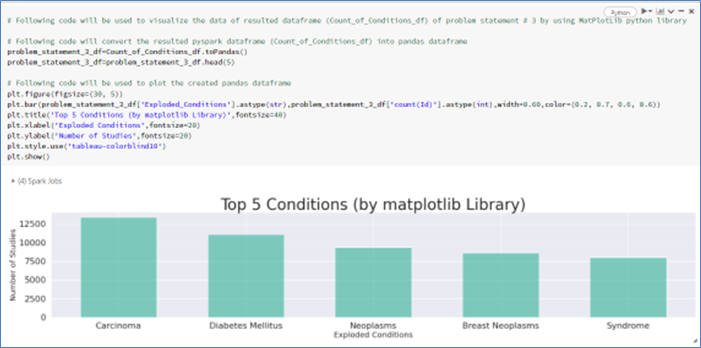 Python
# Following code will be used to visualize the data of resulted dataframe (Count_of_Conditions_df) of problem statement # 3 by using MatPlotLib python library
# Following code will convert the resulted pyspark dataframe (Count_of_Conditions_df) into pandas dataframe
problem_statement_3_df=Count_of_Conditions_df.toPandas()
problem_statement_3_df=problem_statement_3_df.head(5)
# Following code will be used to plot the created pandas dataframe
plt.figure(figsize=(30, 5))
plt.bar(problem_statement_3_df['Exploded_Conditions'].astype(str),problem_statement_3_df['count(Id)'].astype(int),width=0.60,color=(0.2, 0.7, 0.6, 0.6))
plt.title('Top 5 Conditions (by matplotlib Library)',fontsize=40)
plt.xlabel('Exploded Conditions',fontsize=20)
plt.ylabel('Number of Studies',fontsize=20)
plt.style.use('tableau-colorblind10')
plt.show()
(4) Spark Jobs
Top 5 Conditions (by matplotlib Library)
Number of Studies
12500
10000
7500
5000
2500
0
Carcinoma Diabetes Mellitus Neoplasms Breast Neoplasms Syndrome
Exploded Conditions